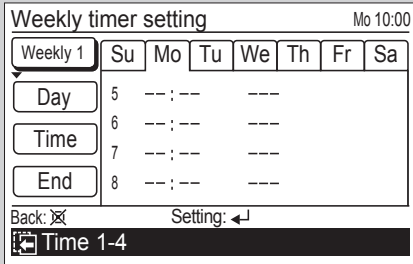 Weekly timer setting Mo 10:00
Weekly 1 Su Mo Tu We Th Fr Sa
Day 5 --:-- ---
6 --:-- ---
Time
7 --:-- ---
End 8 --:-- ---
Back: Setting:
Time 1-4